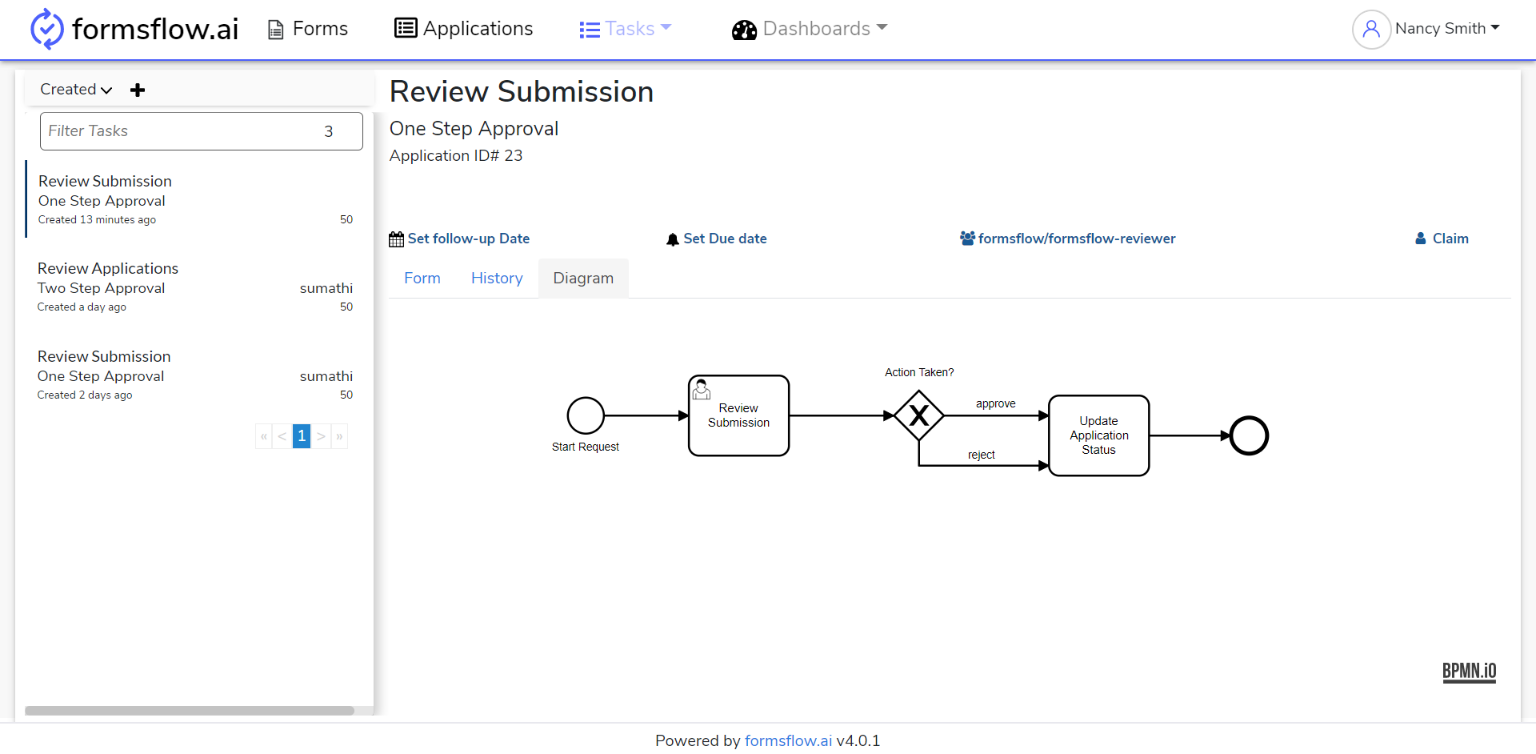 formsflow.ai Forms Applications Tasks Dashboards Nancy Smith
Created
Filter Tasks 3
Review Submission
One Step Approval
Created 13 minutes ago 50
Review Applications
Two Step Approval sumathi
Created a day ago 50
Review Submission
One Step Approval sumathi
Created 2 days ago 50
« < 1 > »
Review Submission
One Step Approval
Application ID# 23
Set follow-up Date Set Due date formsflow/formsflow-reviewer Claim
Form History Diagram
Start Request
Review
Submission
Action Taken?
X
approve
reject
Update
Application
Status
BPMN.iO
Powered by formsflow.ai v4.0.1